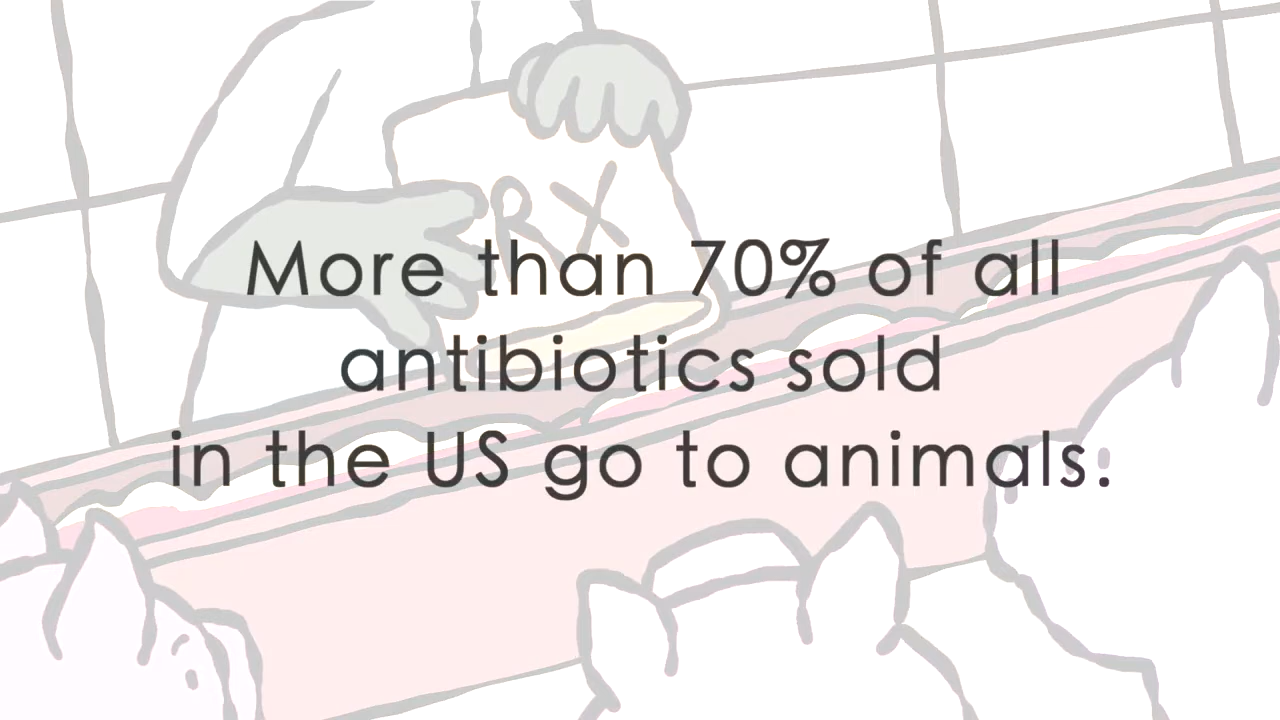 RX
More than 70% of all
antibiotics sold
in the US go to animals.